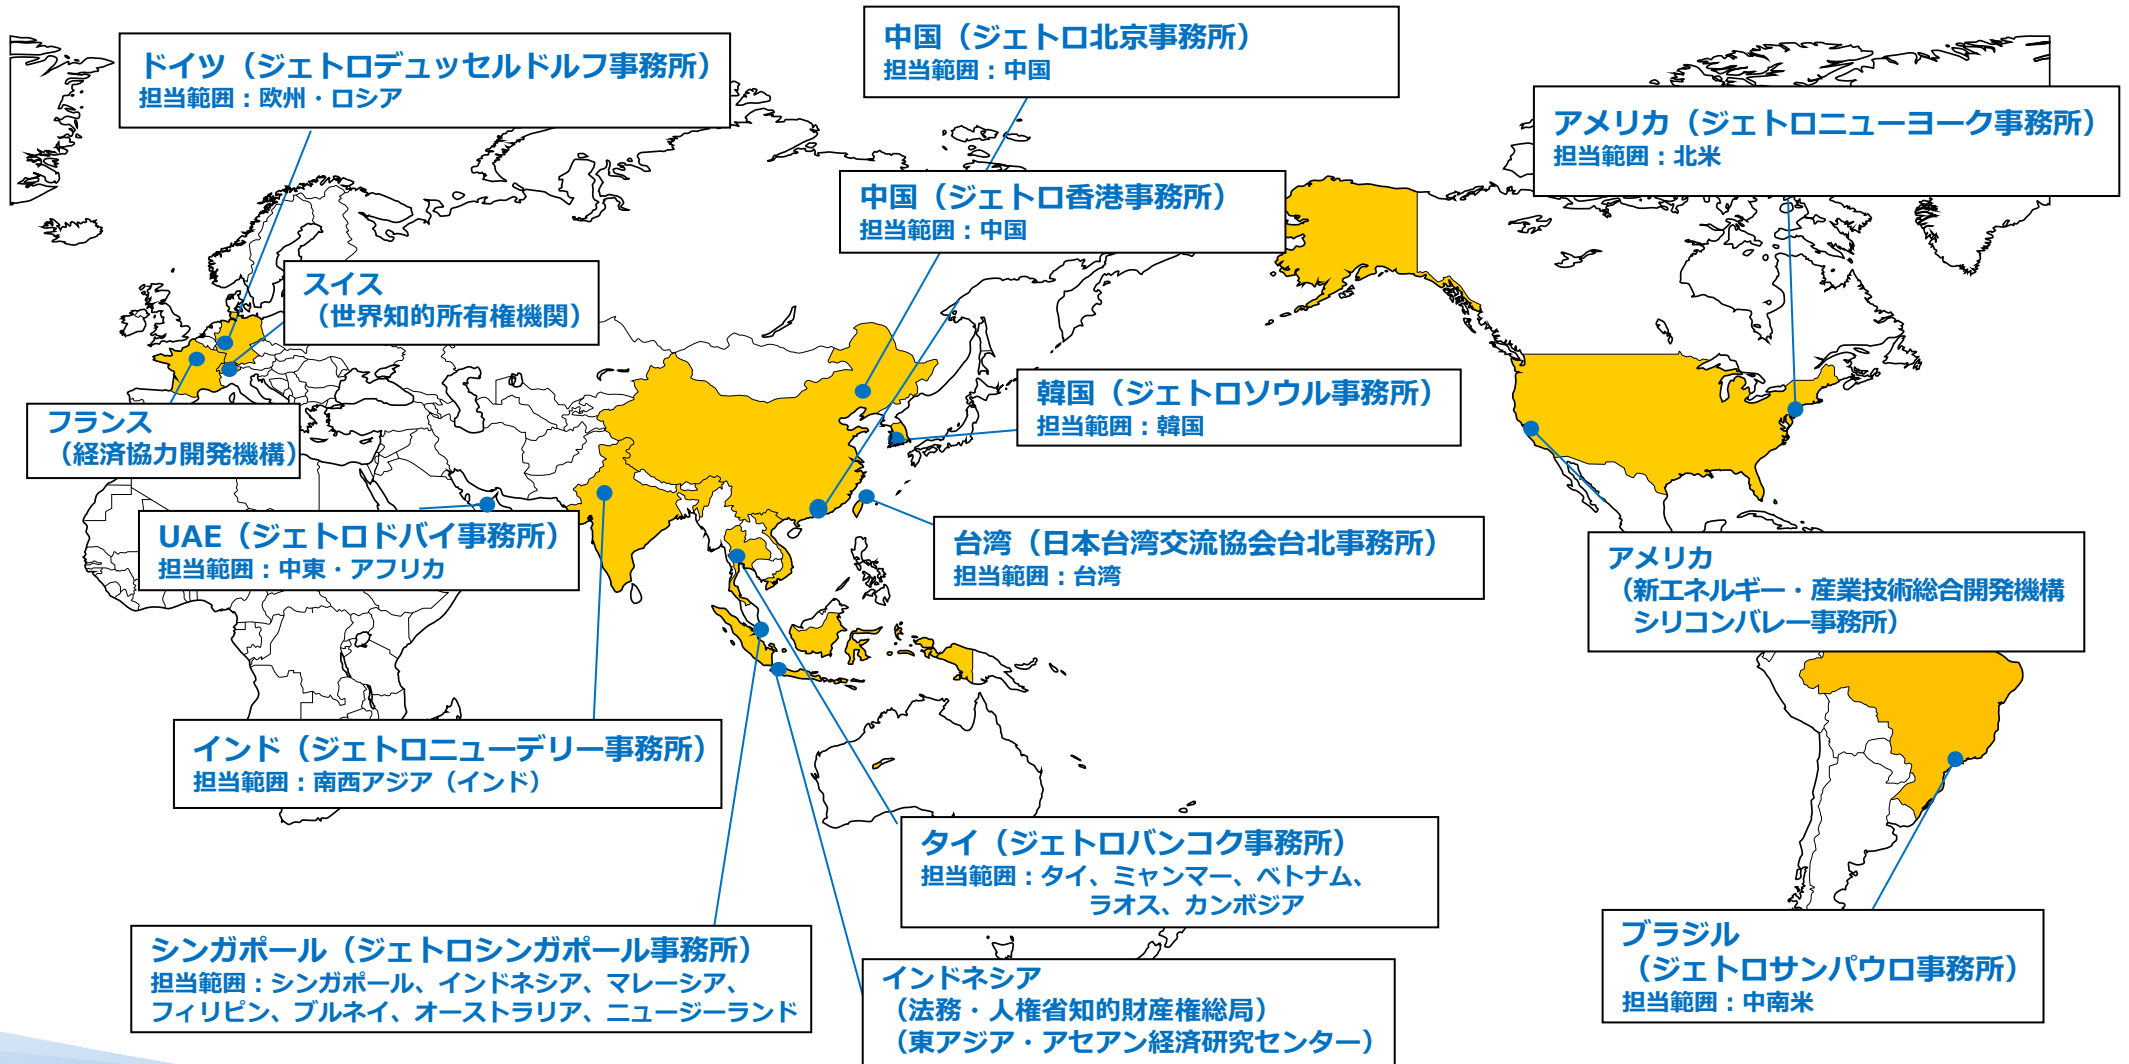 ドイツ（ジェトロデュッセルドルフ事務所）
担当範囲：欧州・ロシア
中国（ジェトロ北京事務所）
担当範囲：中国
アメリカ（ジェトロニューヨーク事務所）
担当範囲：北米
中国（ジェトロ香港事務所）
担当範囲：中国
スイス
（世界知的所有権機関）
韓国（ジェトロソウル事務所）
担当範囲：韓国
フランス
（経済協力開発機構）
UAE（ジェトロドバイ事務所）
担当範囲：中東・アフリカ
台湾（日本台湾交流協会台北事務所）
担当範囲：台湾
アメリカ
（新エネルギー・産業技術総合開発機構
シリコンバレー事務所）
インド（ジェトロニューデリー事務所）
担当範囲：南西アジア（インド）
タイ（ジェトロバンコク事務所）
担当範囲：タイ、ミャンマー、ベトナム、
ラオス、カンボジア
シンガポール（ジェトロシンガポール事務所）
担当範囲：シンガポール、インドネシア、マレーシア、
フィリピン、ブルネイ、オーストラリア、ニュージーランド
インドネシア
（法務・人権省知的財産権総局）
（東アジア・アセアン経済研究センター）
ブラジル
（ジェトロサンパウロ事務所）
担当範囲：中南米